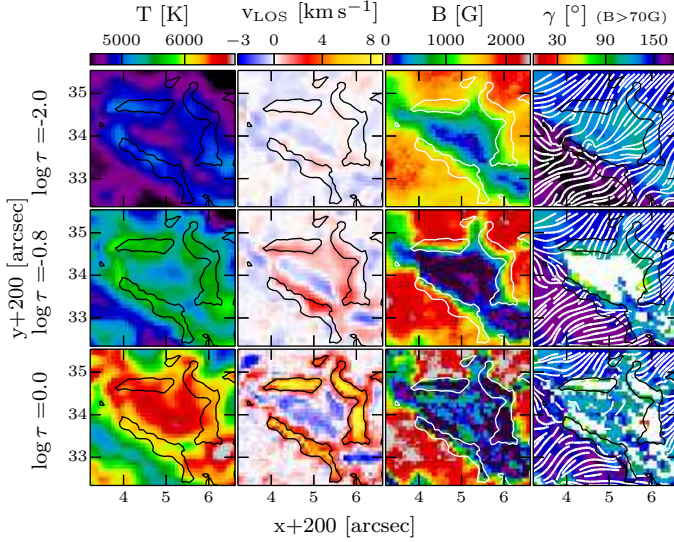 T [K] v_LOS [km s⁻¹] B [G] γ [°] (B>70G)
5000 6000 −3 0 4 8 0 1000 2000 30 90 150
35
34
33
log τ =-2.0
35
34
33
log τ =-0.8
y+200 [arcsec]
35
34
33
log τ =0.0
4 5 6 4 5 6 4 5 6 4 5 6
x+200 [arcsec]